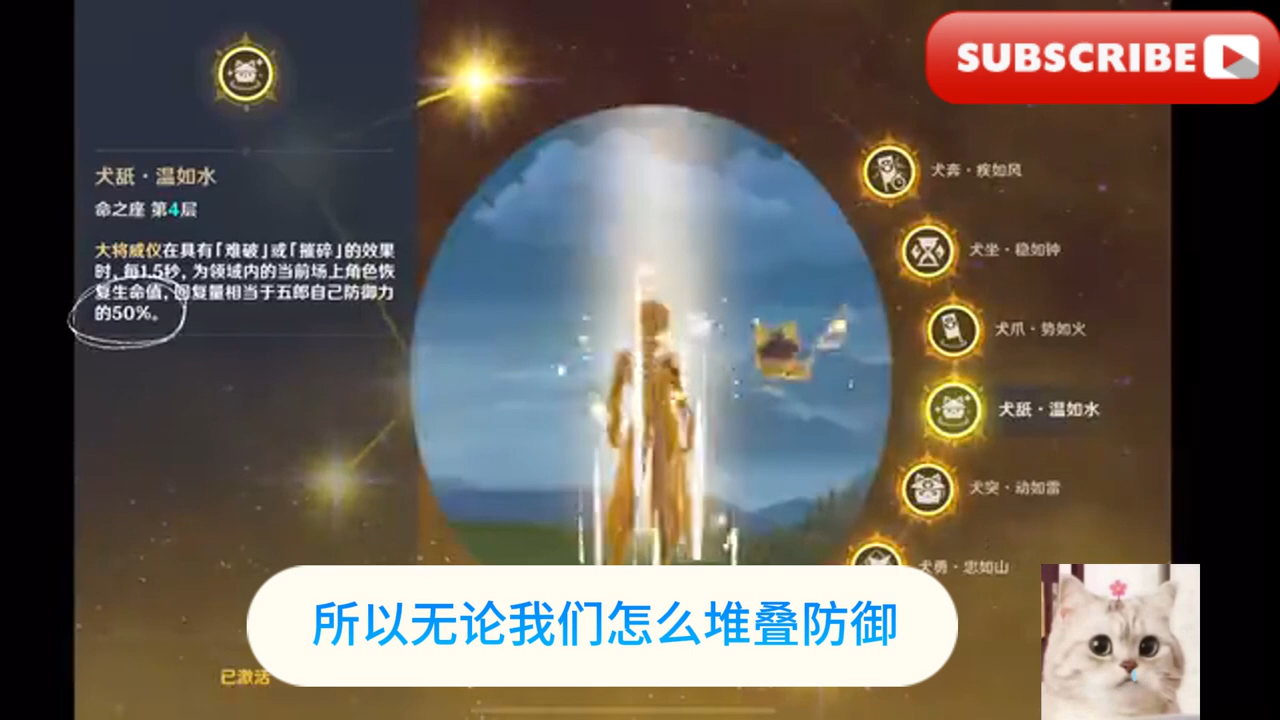 SUBSCRIBE
犬舐·温如水
命之座 第4层
大将威仪在具有「难破」或「摧碎」的效果
时，每1.5秒，为领域内的当前场上角色恢
复生命值，回复量相当于五郎自己防御力
的50%。
犬奔·疾如风
犬坐·稳如钟
犬爪·势如火
犬舐·温如水
犬突·动如雷
犬勇·忠如山
所以无论我们怎么堆叠防御
已激活